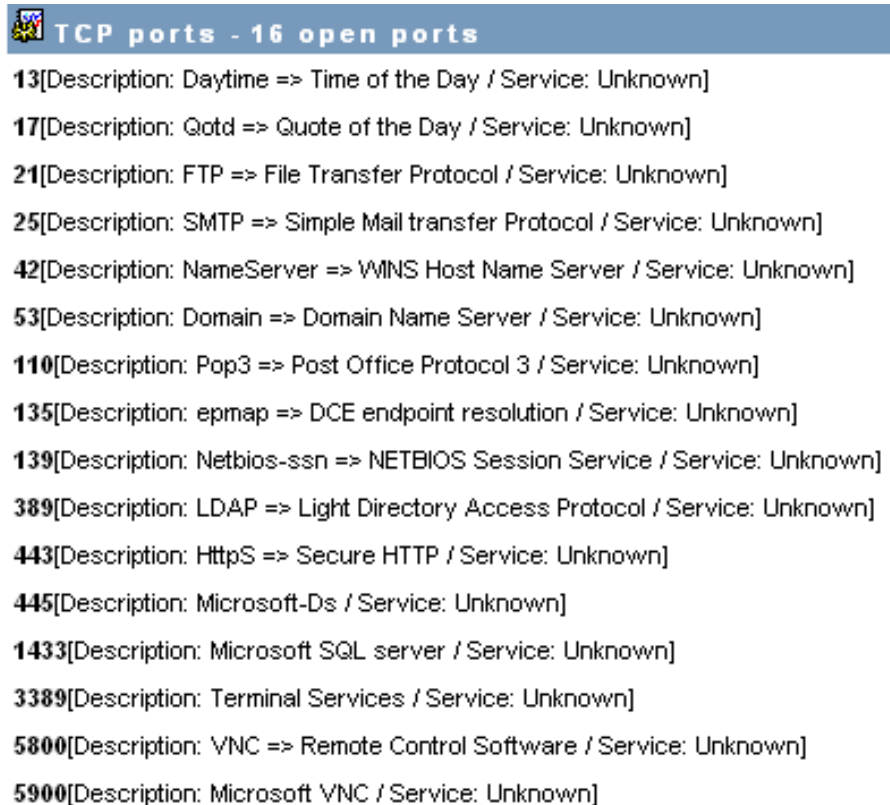 TCP ports - 16 open ports
13[Description: Daytime => Time of the Day / Service: Unknown]
17[Description: Qotd => Quote of the Day / Service: Unknown]
21[Description: FTP => File Transfer Protocol / Service: Unknown]
25[Description: SMTP => Simple Mail transfer Protocol / Service: Unknown]
42[Description: NameServer => WINS Host Name Server / Service: Unknown]
53[Description: Domain => Domain Name Server / Service: Unknown]
110[Description: Pop3 => Post Office Protocol 3 / Service: Unknown]
135[Description: epmap => DCE endpoint resolution / Service: Unknown]
139[Description: Netbios-ssn => NETBIOS Session Service / Service: Unknown]
389[Description: LDAP => Light Directory Access Protocol / Service: Unknown]
443[Description: HttpS => Secure HTTP / Service: Unknown]
445[Description: Microsoft-Ds / Service: Unknown]
1433[Description: Microsoft SQL server / Service: Unknown]
3389[Description: Terminal Services / Service: Unknown]
5800[Description: VNC => Remote Control Software / Service: Unknown]
5900[Description: Microsoft VNC / Service: Unknown]